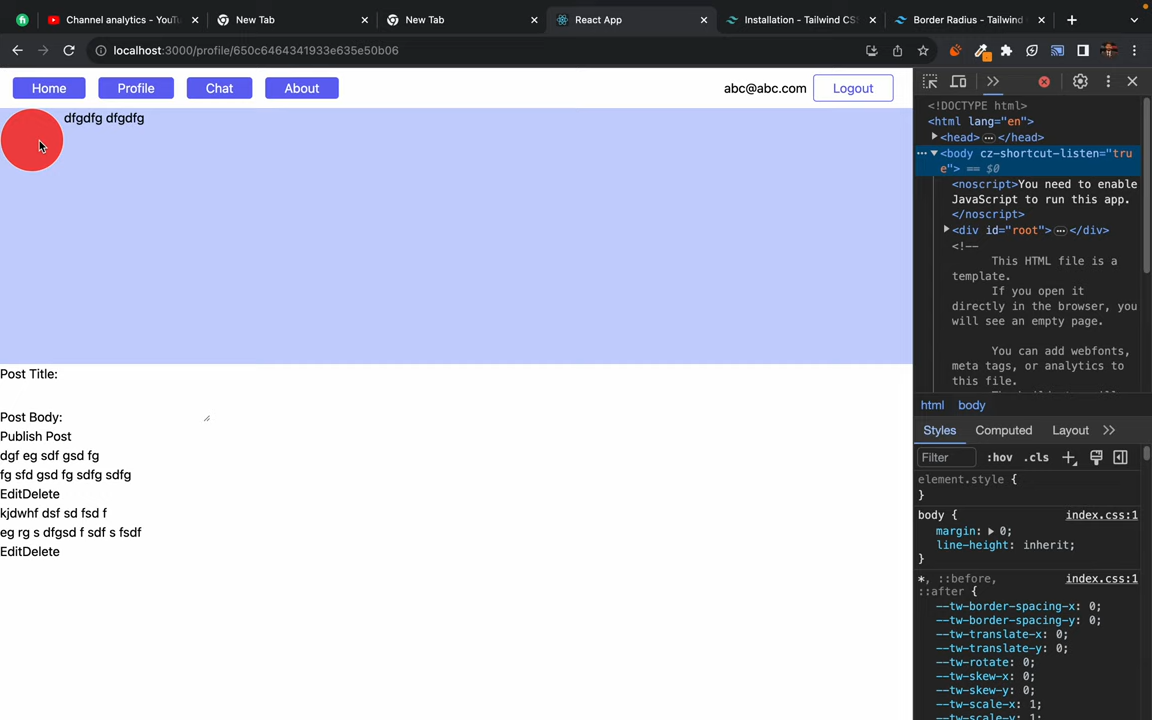 Channel analytics - YouTu
New Tab
New Tab
React App
Installation - Tailwind CSS
Border Radius - Tailwind
localhost:3000/profile/650c6464341933e635e50b06
Home
Profile
Chat
About
abc@abc.com
Logout
dfgdfg dfgdfg
Post Title:
Post Body:
Publish Post
dgf eg sdf gsd fg
fg sfd gsd fg sdfg sdfg
EditDelete
kjdwhf dsf sd fsd f
eg rg s dfgsd f sdf s fsdf
EditDelete
<!DOCTYPE html>
<html lang="en">
<head> … </head>
<body cz-shortcut-listen="tru
e"> == $0
<noscript>You need to enable
JavaScript to run this app.
</noscript>
<div id="root"> … </div>
<!--
This HTML file is a
template.
If you open it
directly in the browser, you
will see an empty page.
You can add webfonts,
meta tags, or analytics to
this file.
html body
Styles Computed Layout
Filter :hov .cls
element.style {
}
body { index.css:1
margin: 0;
line-height: inherit;
}
*, ::before, index.css:1
::after {
--tw-border-spacing-x: 0;
--tw-border-spacing-y: 0;
--tw-translate-x: 0;
--tw-translate-y: 0;
--tw-rotate: 0;
--tw-skew-x: 0;
--tw-skew-y: 0;
--tw-scale-x: 1;
--tw-scale-y: 1;